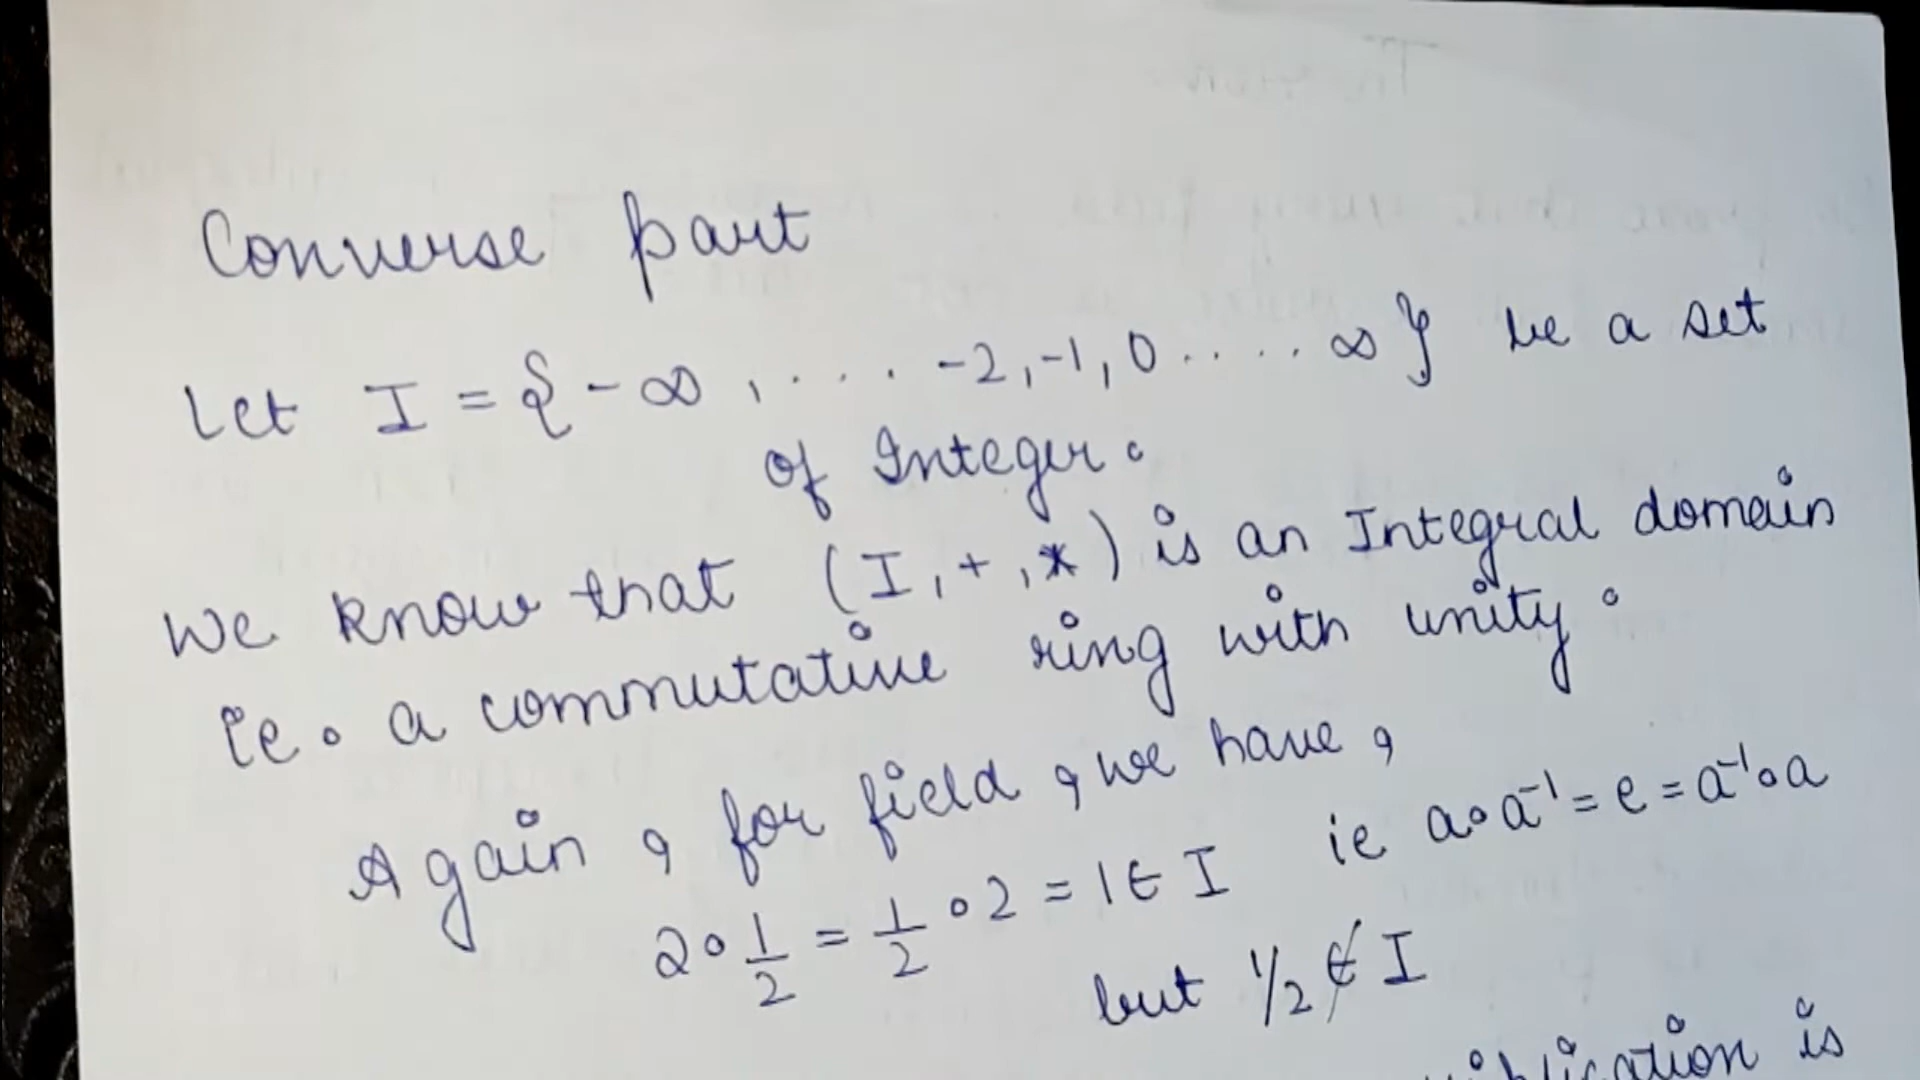 Converse part
Let I = {-∞, .... -2, -1, 0 .... ∞} be a set
of Integer.
We know that (I, +, *) is an Integral domain
ie. a commutative ring with unity.
Again, for field, we have,
ie a∘a⁻¹ = e = a⁻¹∘a
2∘1/2 = 1/2∘2 = 1 ∈ I
but 1/2 ∉ I
is